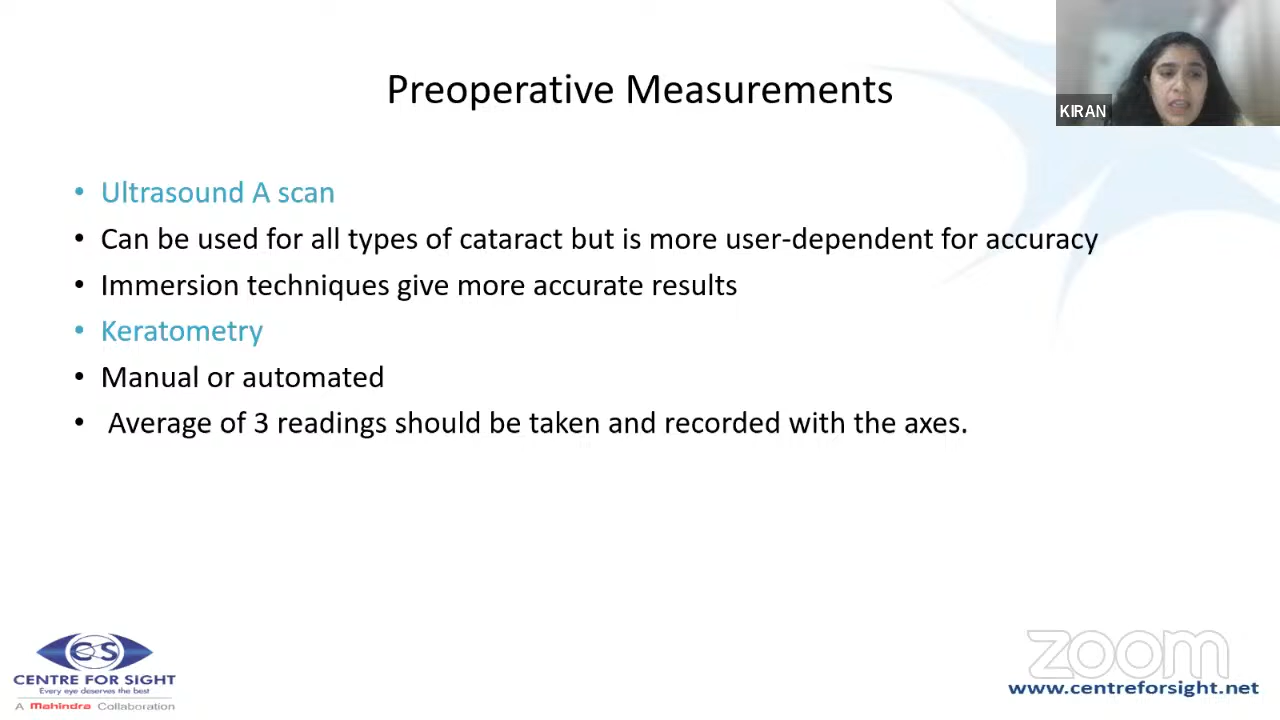 Preoperative Measurements
KIRAN
• Ultrasound A scan
• Can be used for all types of cataract but is more user-dependent for accuracy
• Immersion techniques give more accurate results
• Keratometry
• Manual or automated
• Average of 3 readings should be taken and recorded with the axes.
CFS
CENTRE FOR SIGHT
Every eye deserves the best
A Mahindra Collaboration
zoom
www.centreforsight.net